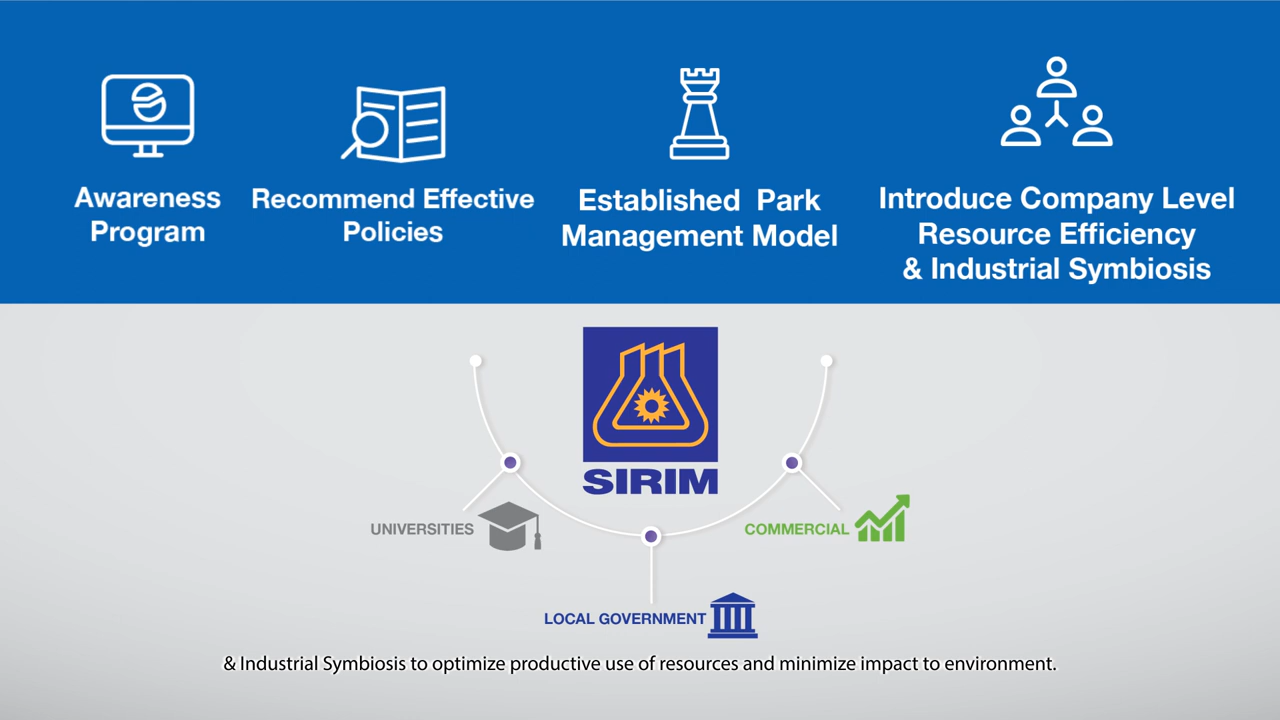 Awareness
Program
Recommend Effective
Policies
Established Park
Management Model
Introduce Company Level
Resource Efficiency
& Industrial Symbiosis
SIRIM
UNIVERSITIES
COMMERCIAL
LOCAL GOVERNMENT
& Industrial Symbiosis to optimize productive use of resources and minimize impact to environment.